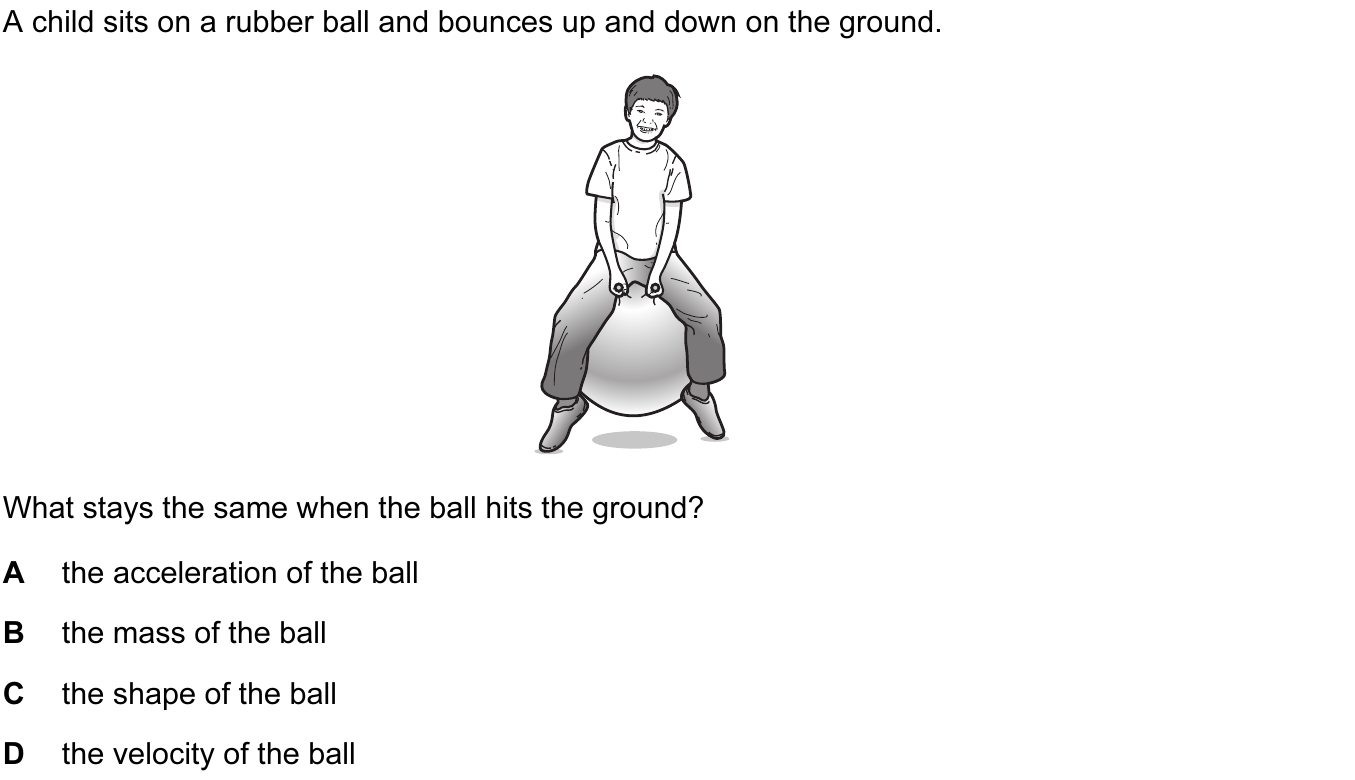 A child sits on a rubber ball and bounces up and down on the ground.
What stays the same when the ball hits the ground?
A the acceleration of the ball
B the mass of the ball
C the shape of the ball
D the velocity of the ball